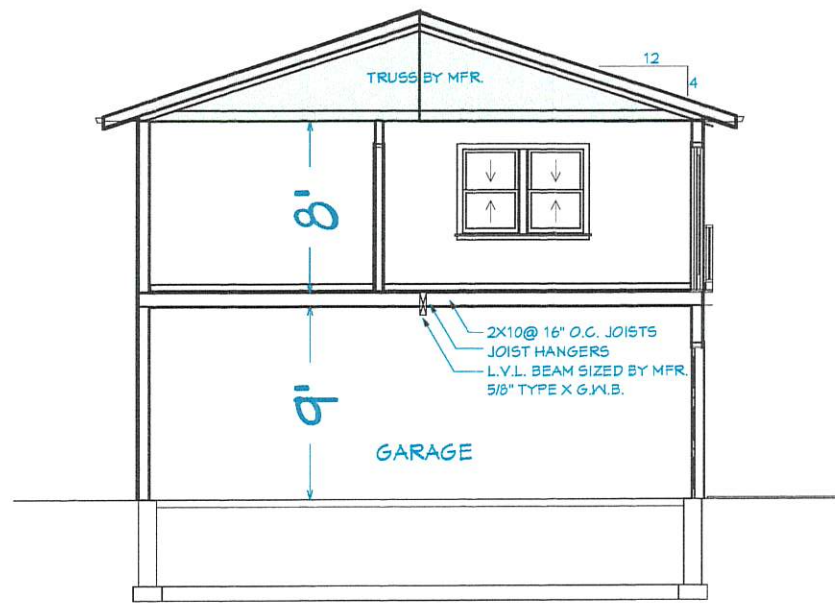 12
TRUSS BY MFR.
4
8'
2X10@ 16" O.C. JOISTS
JOIST HANGERS
L.V.L. BEAM SIZED BY MFR.
5/8" TYPE X G.W.B.
9'
GARAGE